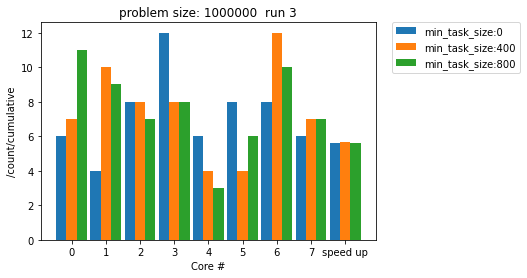 problem size: 1000000  run 3
min_task_size:0
min_task_size:400
min_task_size:800
/count/cumulative
12
10
8
6
4
2
0
0 1 2 3 4 5 6 7 speed up
Core #